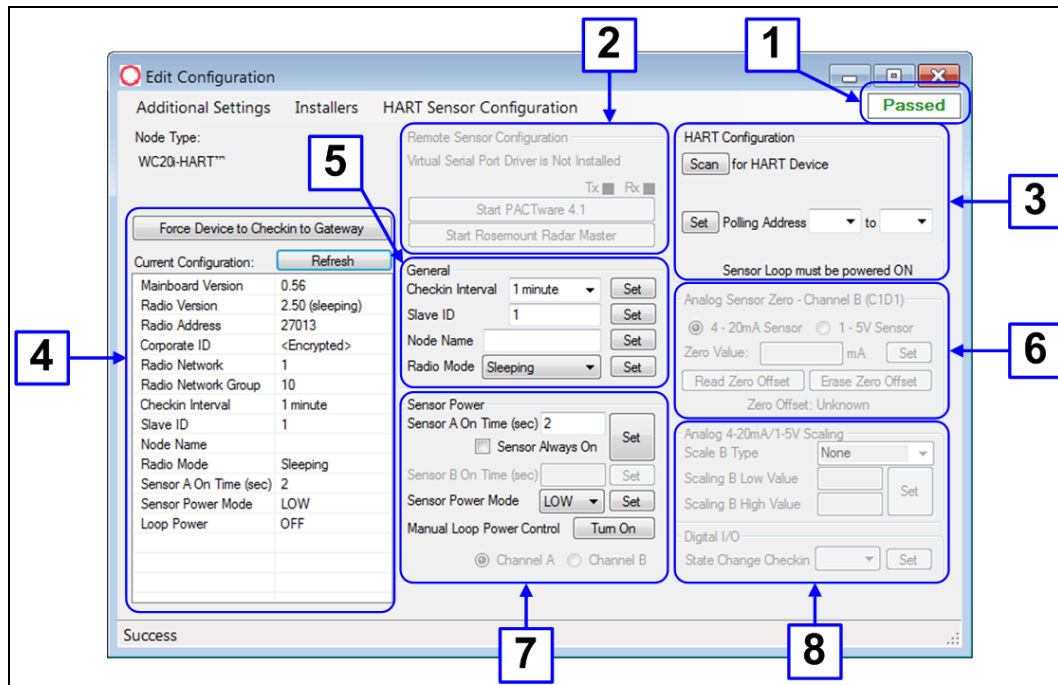 1
2
Edit Configuration
Additional Settings Installers HART Sensor Configuration
Passed
Node Type:
WC20i-HART™
5
Remote Sensor Configuration
Virtual Serial Port Driver is Not Installed
Tx Rx
Start PACTware 4.1
Start Rosemount Radar Master
HART Configuration
Scan for HART Device
Set Polling Address to
Sensor Loop must be powered ON
3
Force Device to Checkin to Gateway
Current Configuration: Refresh
Mainboard Version 0.56
Radio Version 2.50 (sleeping)
Radio Address 27013
Corporate ID <Encrypted>
Radio Network 1
Radio Network Group 10
Checkin Interval 1 minute
Slave ID 1
Node Name
Radio Mode Sleeping
Sensor A On Time (sec) 2
Sensor Power Mode LOW
Loop Power OFF
4
General
Checkin Interval 1 minute Set
Slave ID 1 Set
Node Name Set
Radio Mode Sleeping Set
Analog Sensor Zero - Channel B (C1D1)
4 - 20mA Sensor 1 - 5V Sensor
Zero Value: mA Set
Read Zero Offset Erase Zero Offset
Zero Offset: Unknown
6
Sensor Power
Sensor A On Time (sec) 2
Sensor Always On
Set
Sensor B On Time (sec) Set
Sensor Power Mode LOW Set
Manual Loop Power Control Turn On
Channel A Channel B
Analog 4-20mA/1-5V Scaling
Scale B Type None
Scaling B Low Value
Scaling B High Value
Set
Digital I/O
State Change Checkin Set
Success
7
8